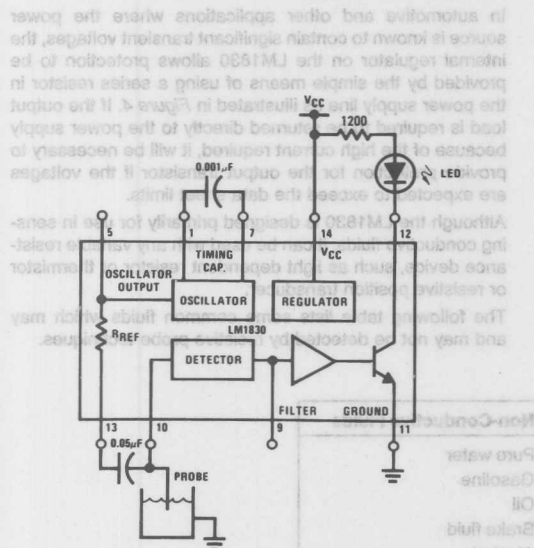 In automotive and other applications where the power
source is known to contain significant transient voltages, the
internal regulator on the LM1830 allows protection to be
provided by the simple means of using a series resistor in
the power supply line as illustrated in Figure 4. If the output
load is required to be returned directly to the power supply
because of the high current required, it will be necessary to
provide protection for the output transistor if the voltages
are expected to exceed the data sheet limits.
Although the LM1830 is designed primarily for use in sens-
ing conductive fluids, it can be used with any variable resist-
ance device, such as light dependent resistor or thermistor
or resistive position transducer.
The following table lists some common fluids which may
and may not be detected by resistive probe techniques.
Non-Conductive Fluids
Pure water
Gasoline
Oil
Brake fluid
VCC
1200
LED
0.001μF
5
1
7
14
12
TIMING
CAP.
VCC
OSCILLATOR
OUTPUT
OSCILLATOR
REGULATOR
RREF
LM1830
DETECTOR
FILTER
GROUND
13
10
9
11
0.05μF
PROBE